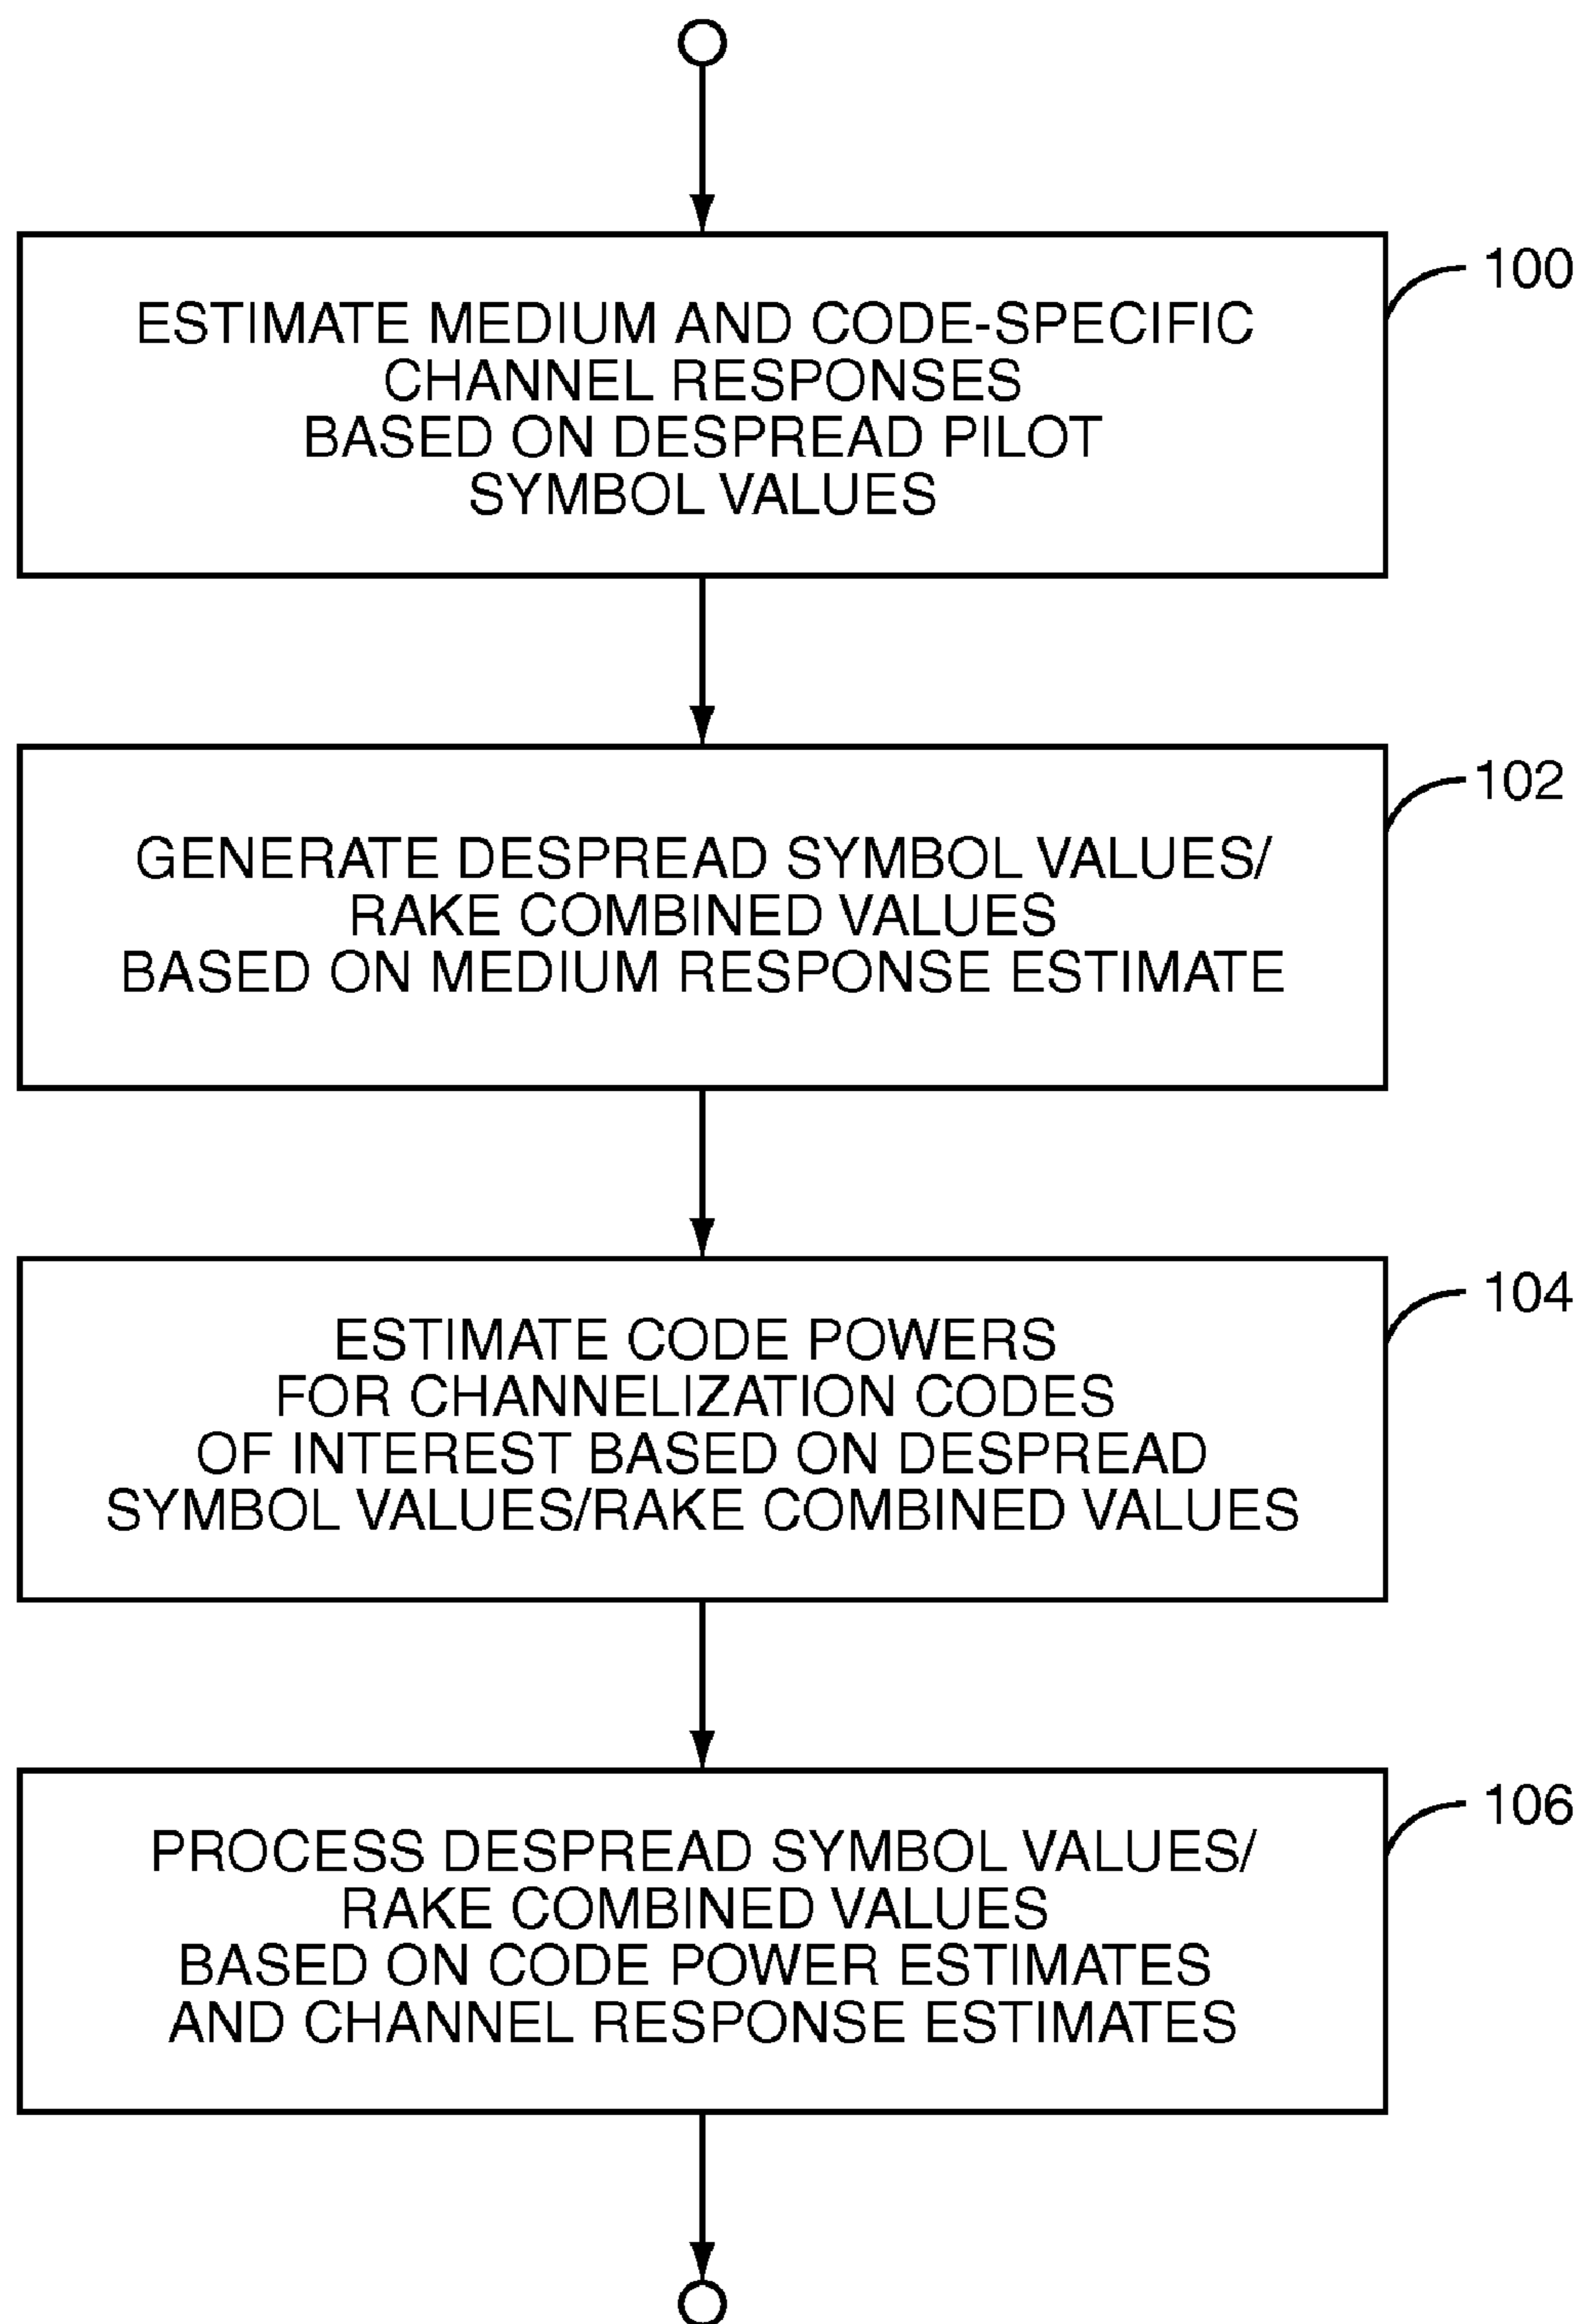 100
ESTIMATE MEDIUM AND CODE-SPECIFIC
CHANNEL RESPONSES
BASED ON DESPREAD PILOT
SYMBOL VALUES
102
GENERATE DESPREAD SYMBOL VALUES/
RAKE COMBINED VALUES
BASED ON MEDIUM RESPONSE ESTIMATE
104
ESTIMATE CODE POWERS
FOR CHANNELIZATION CODES
OF INTEREST BASED ON DESPREAD
SYMBOL VALUES/RAKE COMBINED VALUES
106
PROCESS DESPREAD SYMBOL VALUES/
RAKE COMBINED VALUES
BASED ON CODE POWER ESTIMATES
AND CHANNEL RESPONSE ESTIMATES